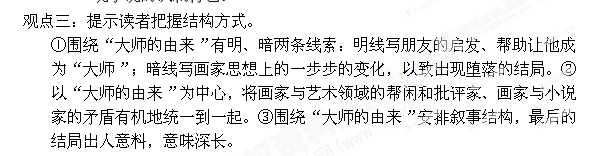 观点三：提示读者把握结构方式。
①围绕“大师的由来”有明、暗两条线索：明线写朋友的启发、帮助让他成
为“大师”；暗线写画家思想上的一步步的变化，以致出现堕落的结局。②
以“大师的由来”为中心，将画家与艺术领域的帮闲和批评家、画家与小说
家的矛盾有机地统一到一起。③围绕“大师的由来”安排叙事结构，最后的
结局出人意料，意味深长。